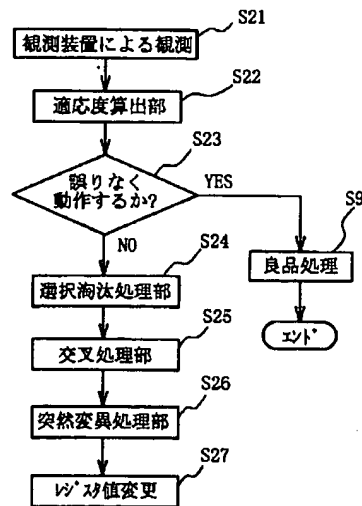 S21
観測装置による観測
S22
適応度算出部
S23
誤りなく
動作するか?
YES
NO
S9
良品処理
エンド
S24
選択淘汰処理部
S25
交叉処理部
S26
突然変異処理部
S27
レジスタ値変更